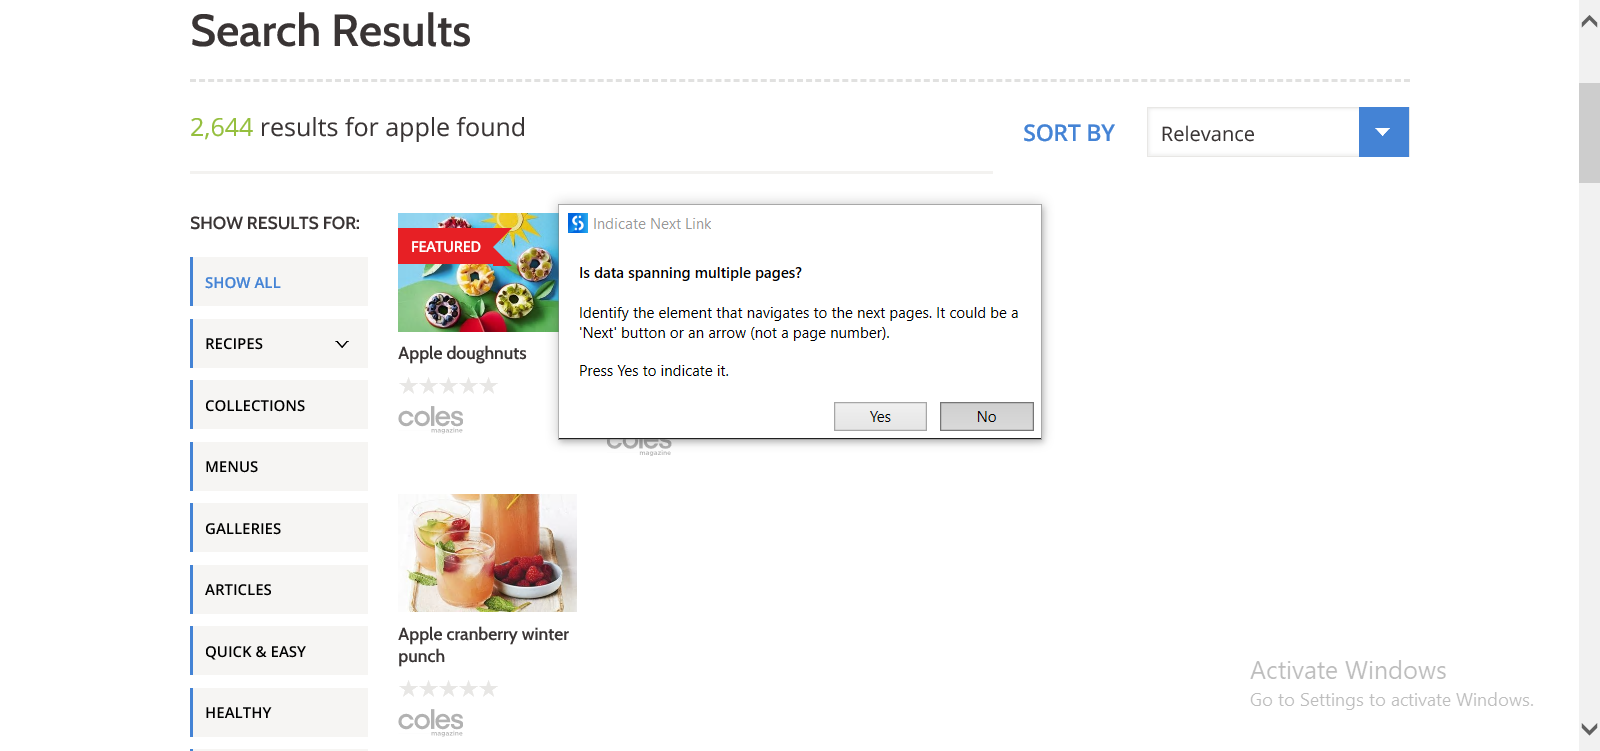 Search Results
2,644 results for apple found
SORT BY
Relevance
SHOW RESULTS FOR:
SHOW ALL
RECIPES
COLLECTIONS
MENUS
GALLERIES
ARTICLES
QUICK & EASY
HEALTHY
FEATURED
Apple doughnuts
coles
magazine
Indicate Next Link
Is data spanning multiple pages?
Identify the element that navigates to the next pages. It could be a
'Next' button or an arrow (not a page number).
Press Yes to indicate it.
Yes
No
coles
magazine
Apple cranberry winter
punch
coles
magazine
Activate Windows
Go to Settings to activate Windows.